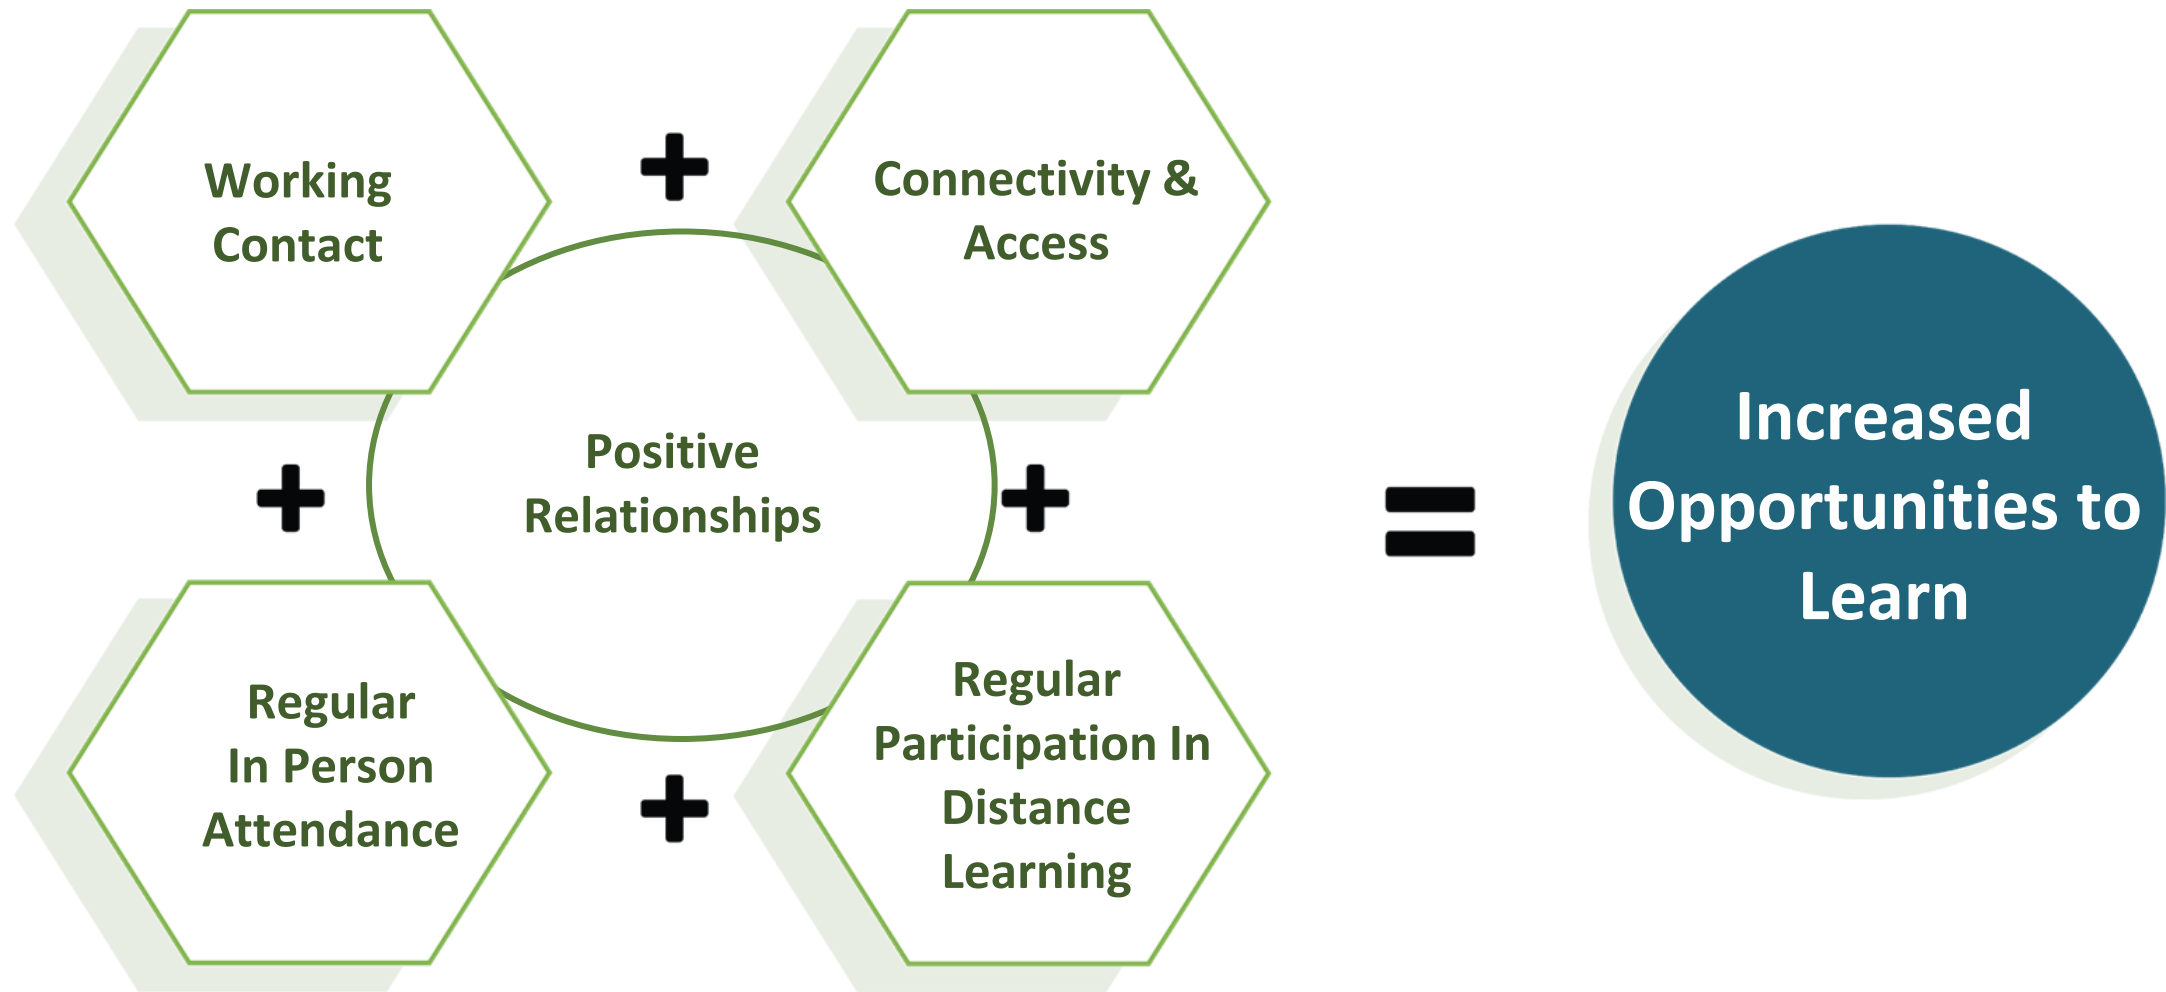 Working
Contact
Connectivity &
Access
Positive
Relationships
Regular
In Person
Attendance
Regular
Participation In
Distance
Learning
Increased
Opportunities to
Learn